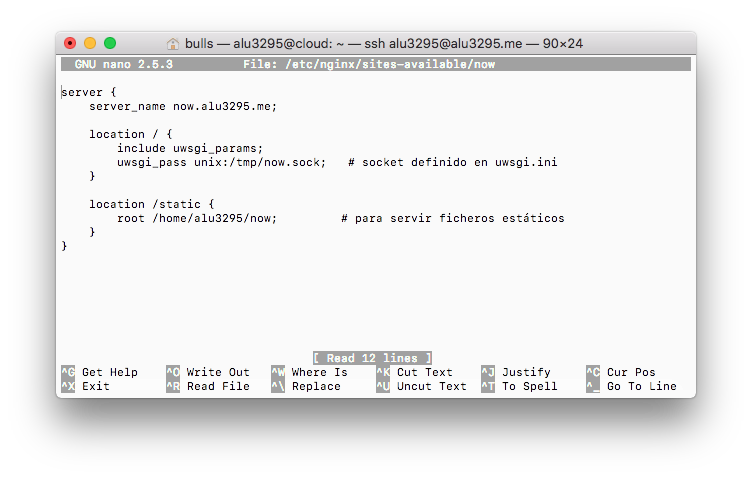 bulls — alu3295@cloud: ~ — ssh alu3295@alu3295.me — 90×24
GNU nano 2.5.3          File: /etc/nginx/sites-available/now
server {
    server_name now.alu3295.me;
    location / {
        include uwsgi_params;
        uwsgi_pass unix:/tmp/now.sock;   # socket definido en uwsgi.ini
    }
    location /static {
        root /home/alu3295/now;         # para servir ficheros estáticos
    }
}
[ Read 12 lines ]
^G Get Help    ^O Write Out   ^W Where Is    ^K Cut Text    ^J Justify     ^C Cur Pos
^X Exit        ^R Read File   ^\ Replace     ^U Uncut Text  ^T To Spell    ^_ Go To Line